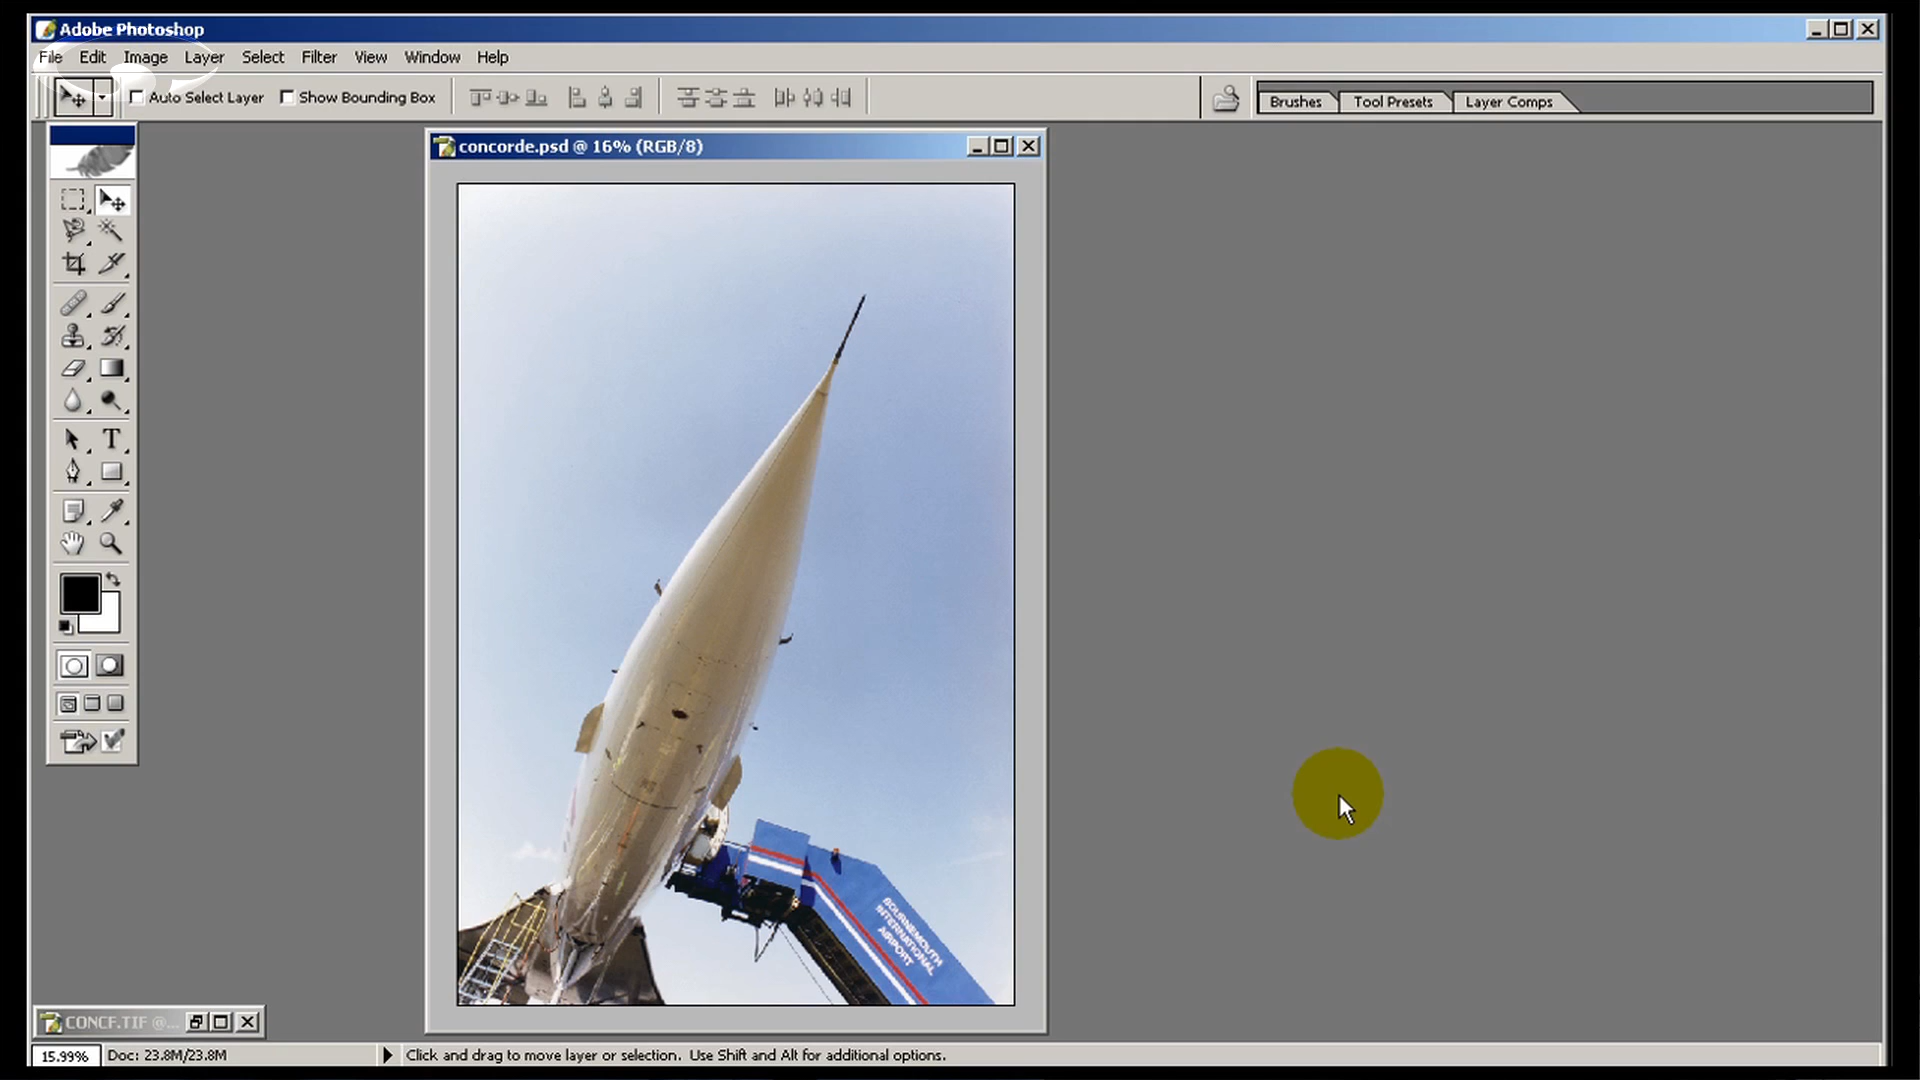 Adobe Photoshop
File Edit Image Layer Select Filter View Window Help
Auto Select Layer Show Bounding Box
Brushes Tool Presets Layer Comps
concorde.psd @ 16% (RGB/8)
T
BOURNEMOUTH
INTERNATIONAL
AIRPORT
CONCF.TIF @...
15.99% Doc: 23.8M/23.8M Click and drag to move layer or selection. Use Shift and Alt for additional options.